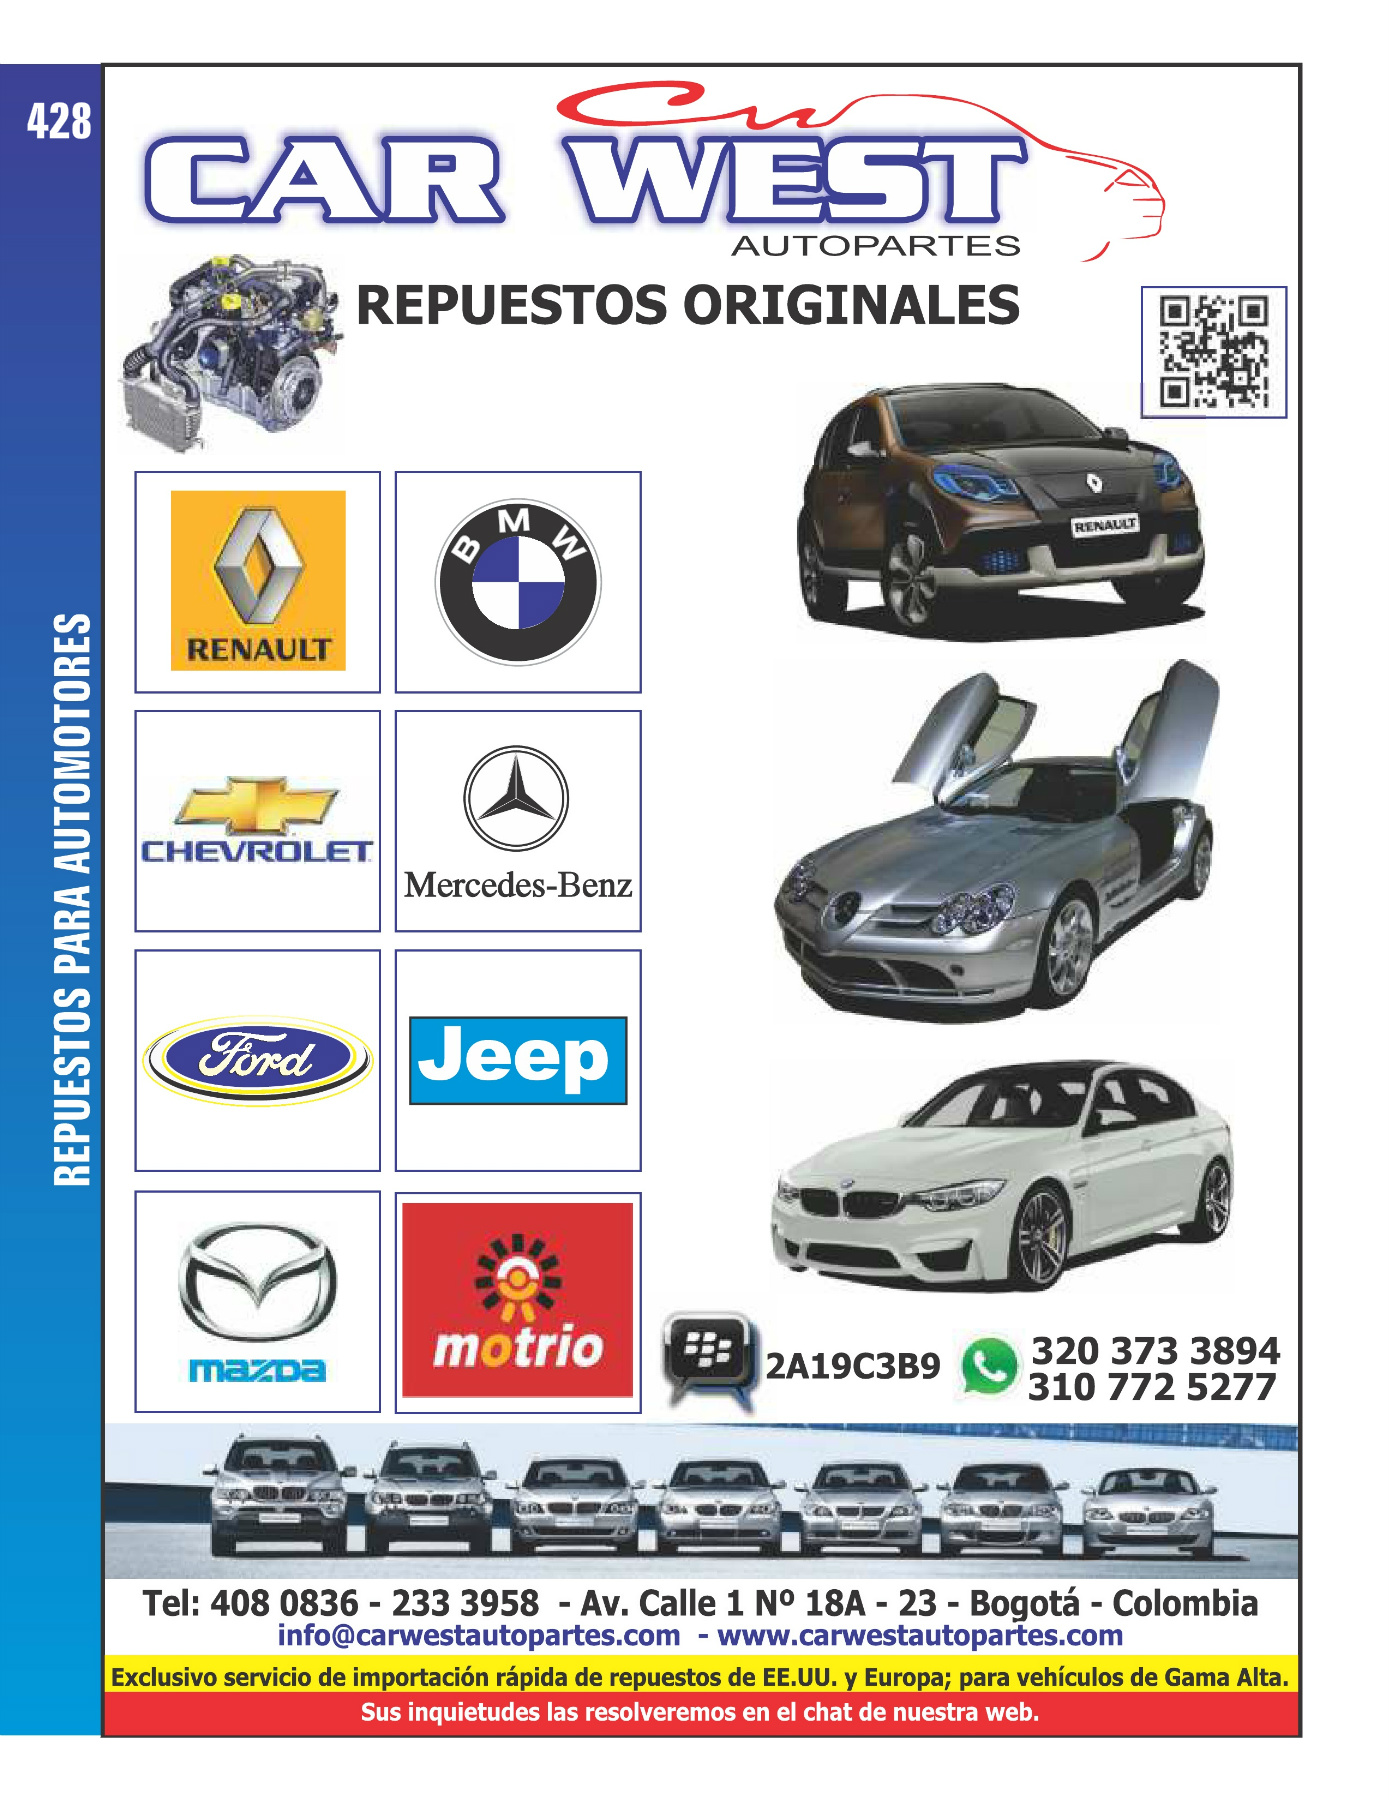 428
REPUESTOS PARA AUTOMOTORES
CAR WEST
AUTOPARTES
REPUESTOS ORIGINALES
RENAULT
BMW
RENAULT
CHEVROLET
Mercedes-Benz
Ford
Jeep
mazda
motrio
2A19C3B9
320 373 3894
310 772 5277
Tel: 408 0836 - 233 3958 - Av. Calle 1 Nº 18A - 23 - Bogotá - Colombia
info@carwestautopartes.com - www.carwestautopartes.com
Exclusivo servicio de importación rápida de repuestos de EE.UU. y Europa; para vehículos de Gama Alta.
Sus inquietudes las resolveremos en el chat de nuestra web.